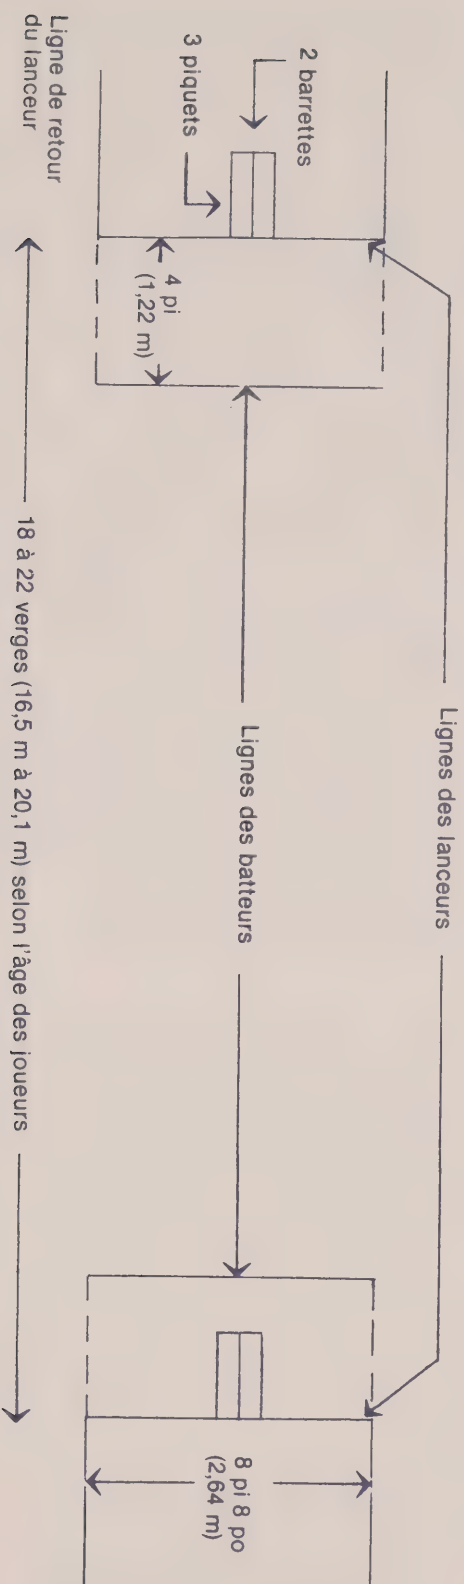 Lignes des lanceurs
2 barrettes
3 piquets
Lignes des batteurs
4 pi
(1,22 m)
8 pi 8 po
(2,64 m)
Ligne de retour
du lanceur
18 à 22 verges (16,5 m à 20,1 m) selon l'âge des joueurs